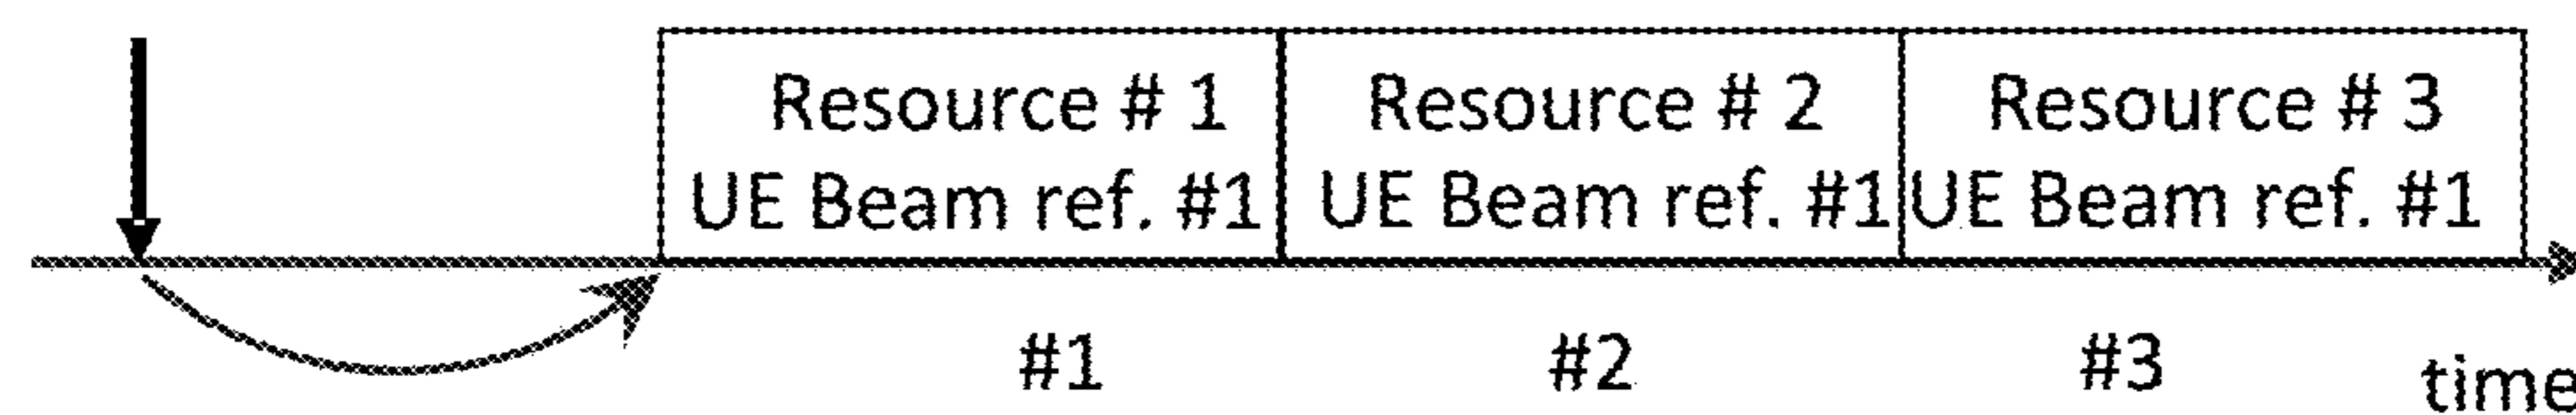 Resource # 1
UE Beam ref. #1
Resource # 2
UE Beam ref. #1
Resource # 3
UE Beam ref. #1
#1
#2
#3
time